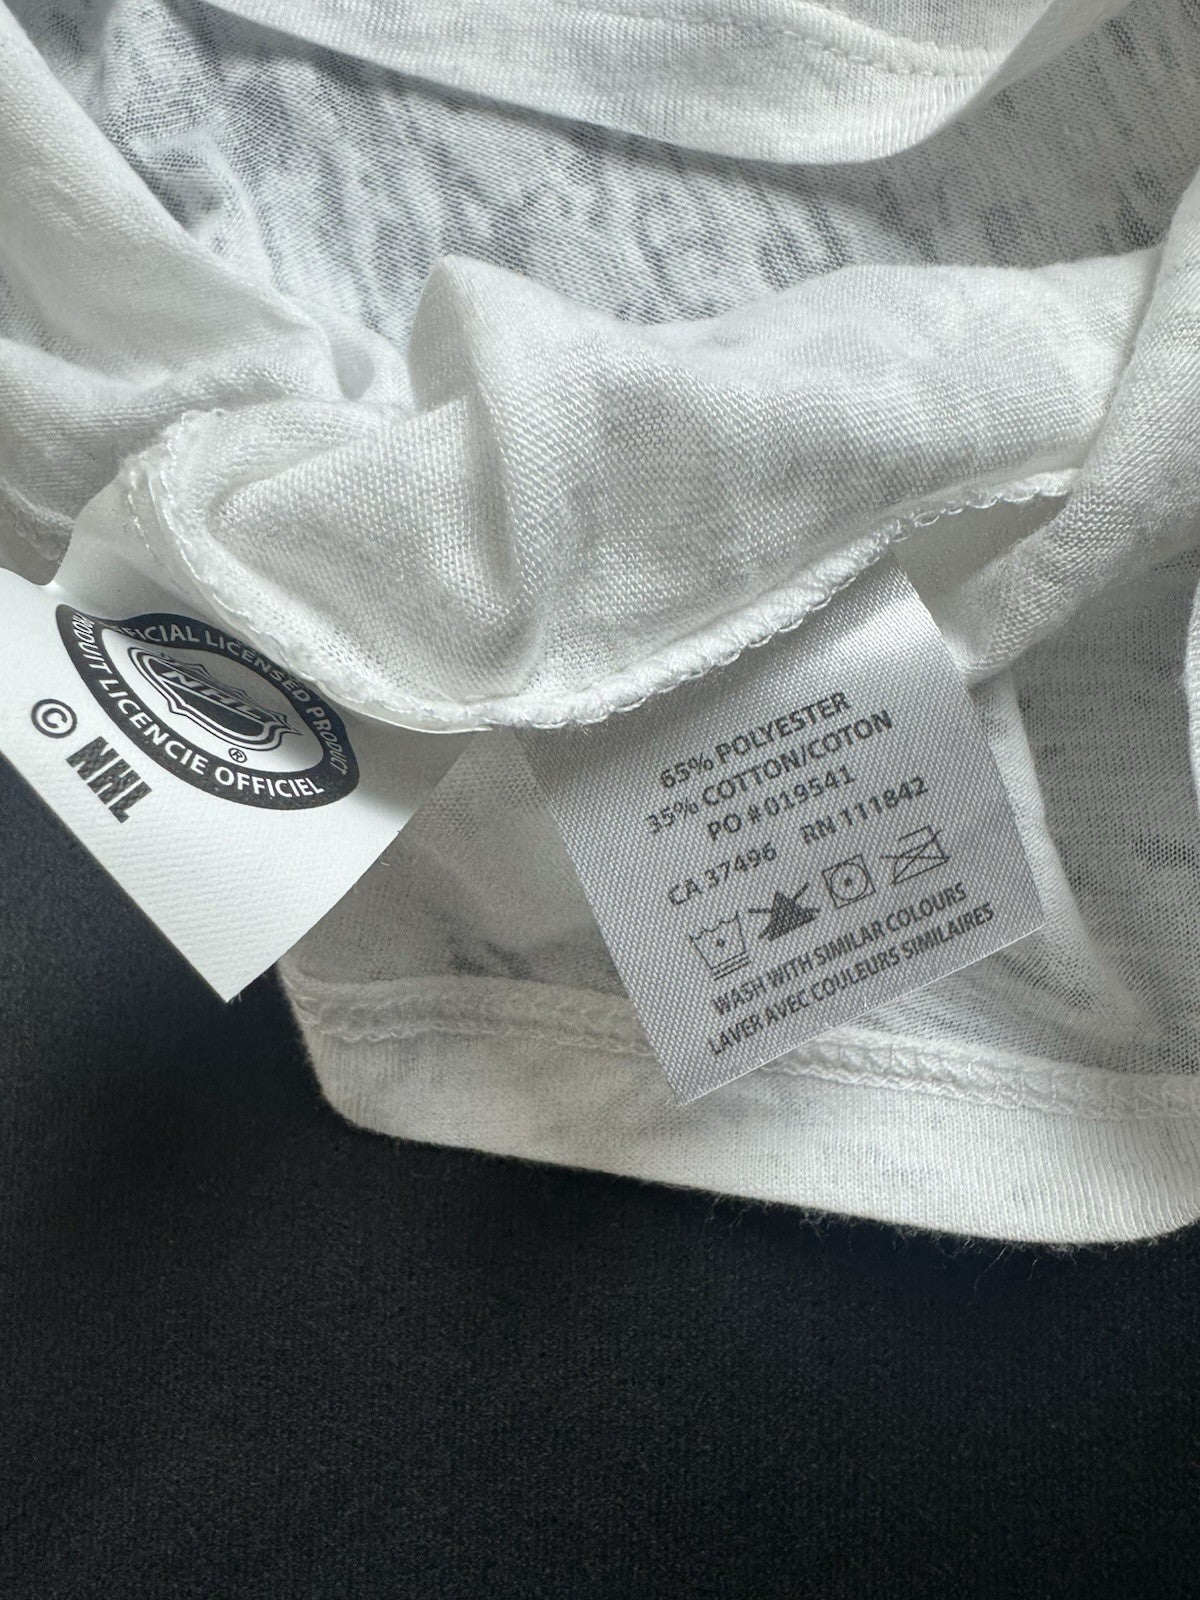 OFFICIAL LICENSED PRODUCT
PRODUIT LICENCIE OFFICIEL
NHL
®
© NHL
65% POLYESTER
35% COTTON/COTON
PO # 019541
CA 37496 RN 111842
WASH WITH SIMILAR COLOURS
LAVER AVEC COULEURS SIMILAIRES